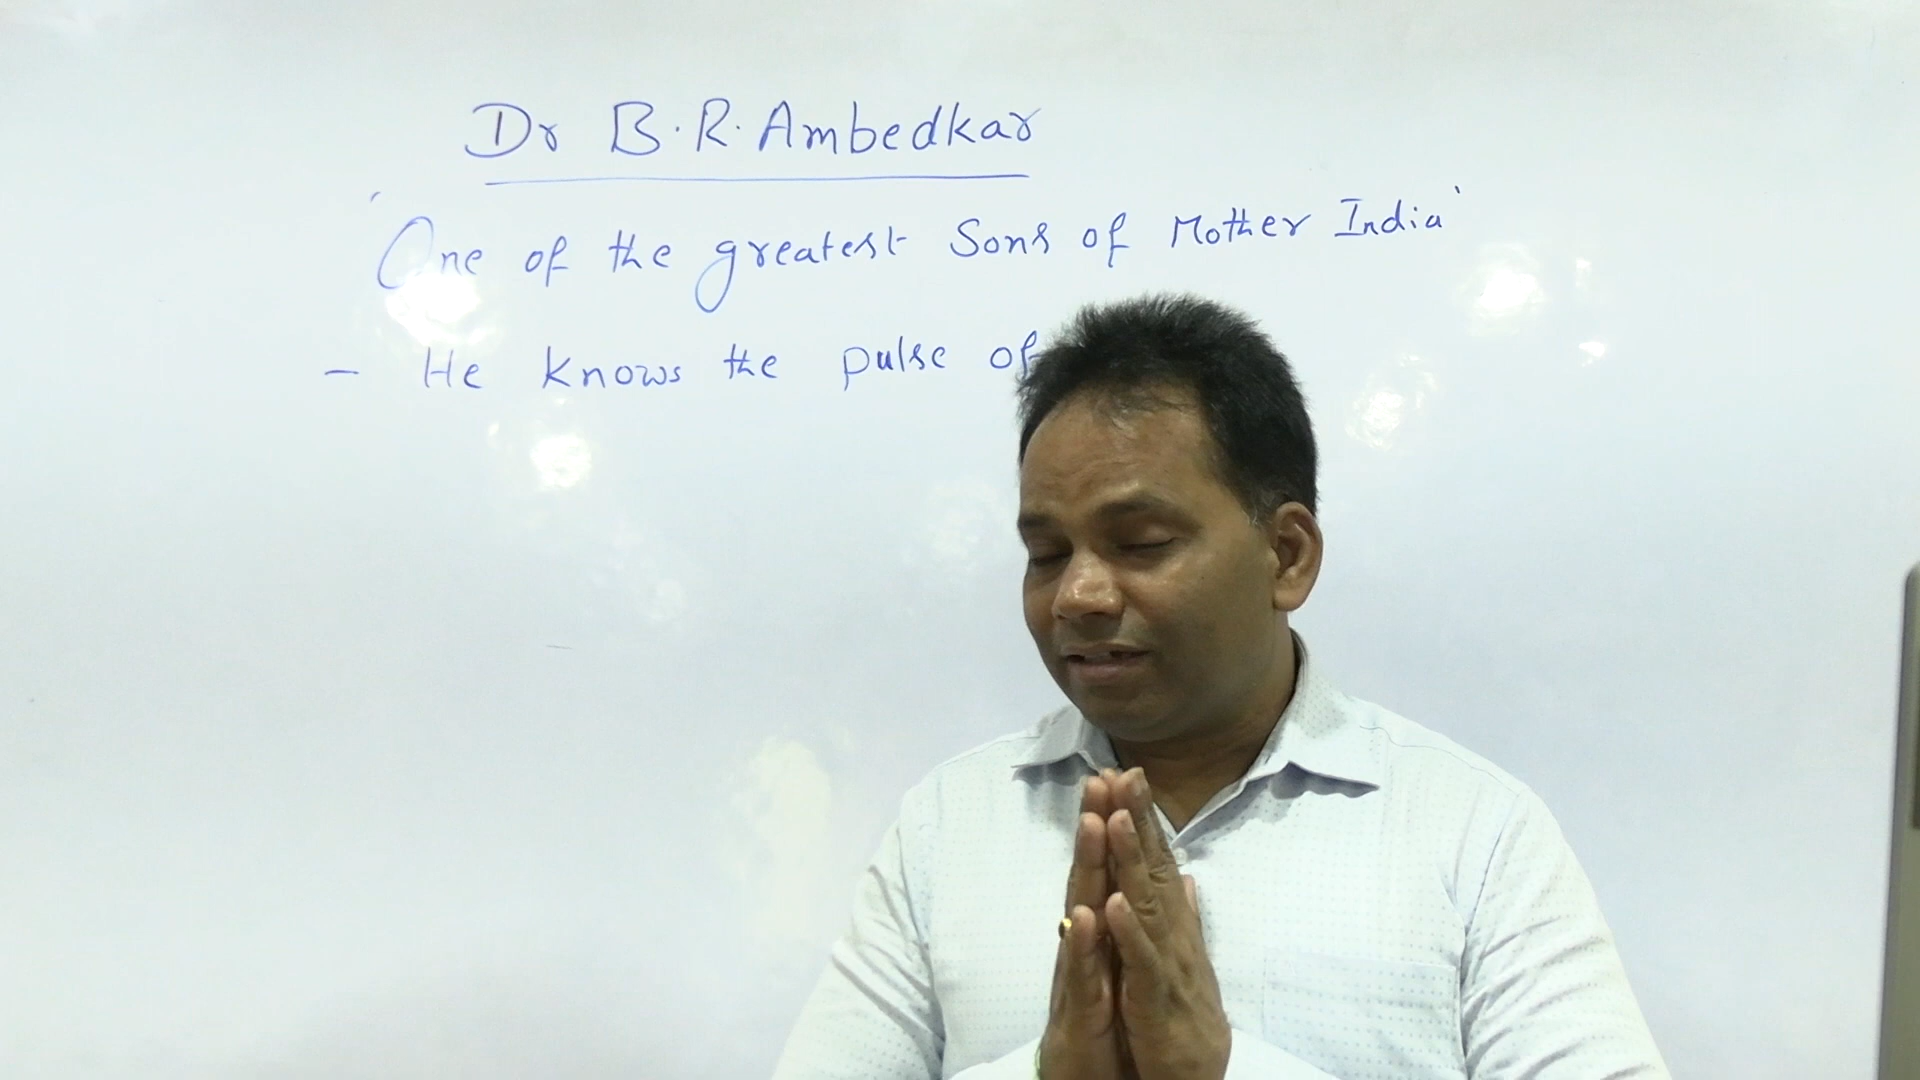 Dr B.R. Ambedkar
'One of the greatest Sons of Mother India'
- He knows the pulse of